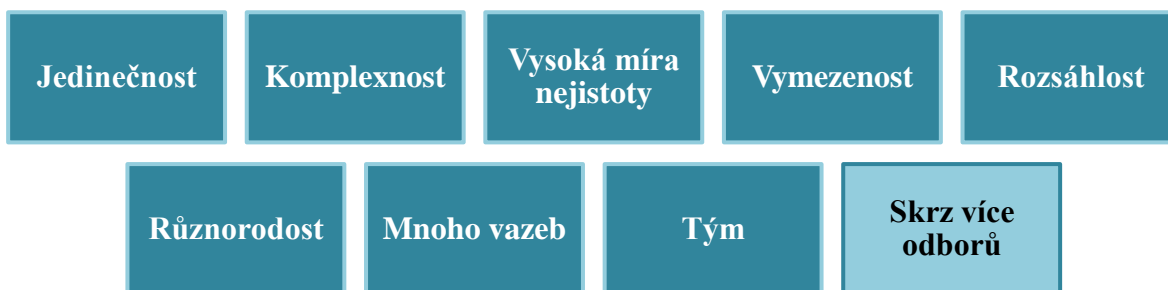 Jedinečnost
Komplexnost
Vysoká míra
nejistoty
Vymezenost
Rozsáhlost
Různorodost
Mnoho vazeb
Tým
Skrz více
odborů